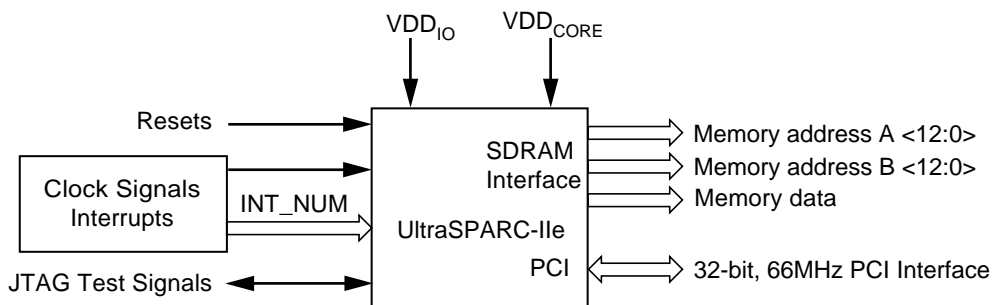 VDD_IO
VDD_CORE
Resets
SDRAM
Interface
Memory address A <12:0>
Memory address B <12:0>
Memory data
Clock Signals
Interrupts
INT_NUM
UltraSPARC-IIe
PCI
JTAG Test Signals
32-bit, 66MHz PCI Interface